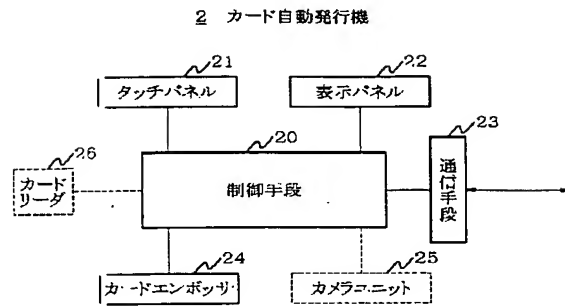 2 カード自動発行機
21
タッチパネル
22
表示パネル
20
制御手段
23
通信手段
26
カード
リーダ
24
カードエンボッサ
25
カメラユニット